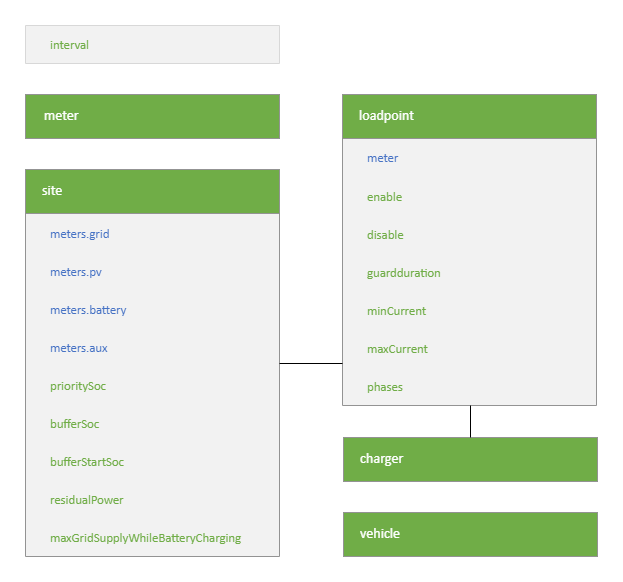 interval
meter
site
meters.grid
meters.pv
meters.battery
meters.aux
prioritySoc
bufferSoc
bufferStartSoc
residualPower
maxGridSupplyWhileBatteryCharging
loadpoint
meter
enable
disable
guardduration
minCurrent
maxCurrent
phases
charger
vehicle